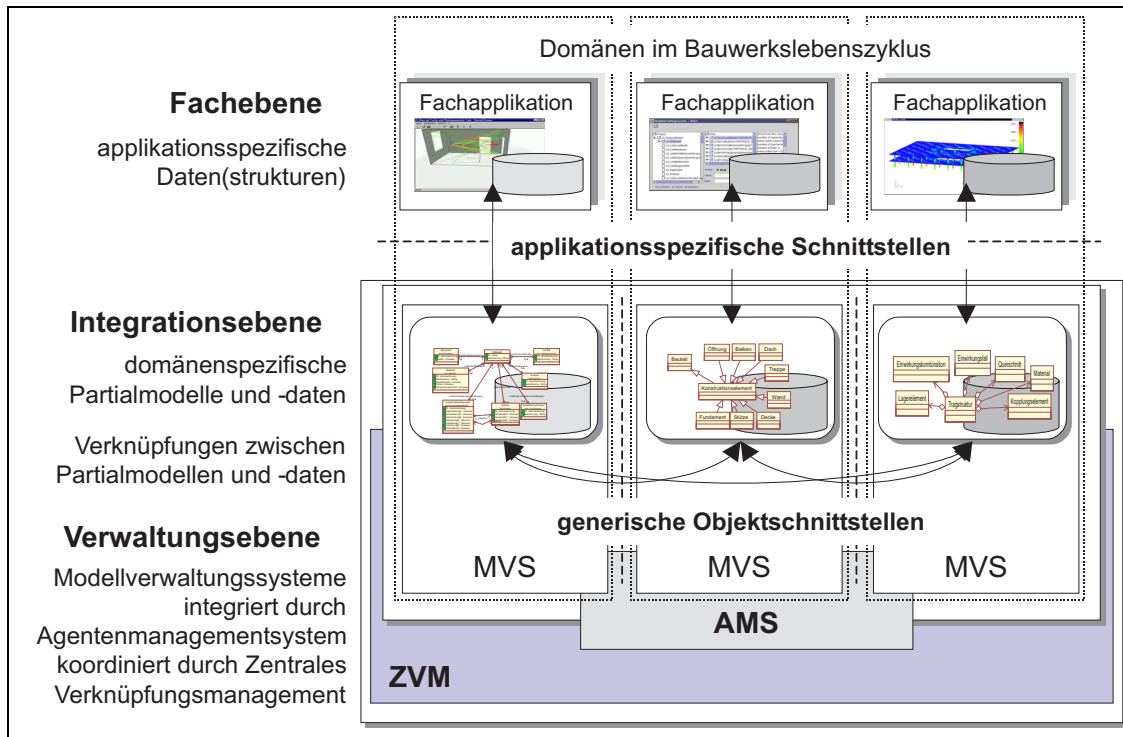 Domänen im Bauwerkslebenszyklus
Fachebene
applikationsspezifische
Daten(strukturen)
Fachapplikation
Fachapplikation
Fachapplikation
applikationsspezifische Schnittstellen
Integrationsebene
domänenspezifische
Partialmodelle und -daten
Verknüpfungen zwischen
Partialmodellen und -daten
Öffnung
Balken
Dach
Bauteil
Treppe
Konstruktionselement
Wand
Fundament
Stütze
Decke
Einwirkungsfall
Einwirkungskombination
Querschnitt
Material
Lagerelement
Tragstruktur
Kopplungselement
generische Objektschnittstellen
Verwaltungsebene
Modellverwaltungssysteme
integriert durch
Agentenmanagementsystem
koordiniert durch Zentrales
Verknüpfungsmanagement
MVS
MVS
MVS
AMS
ZVM